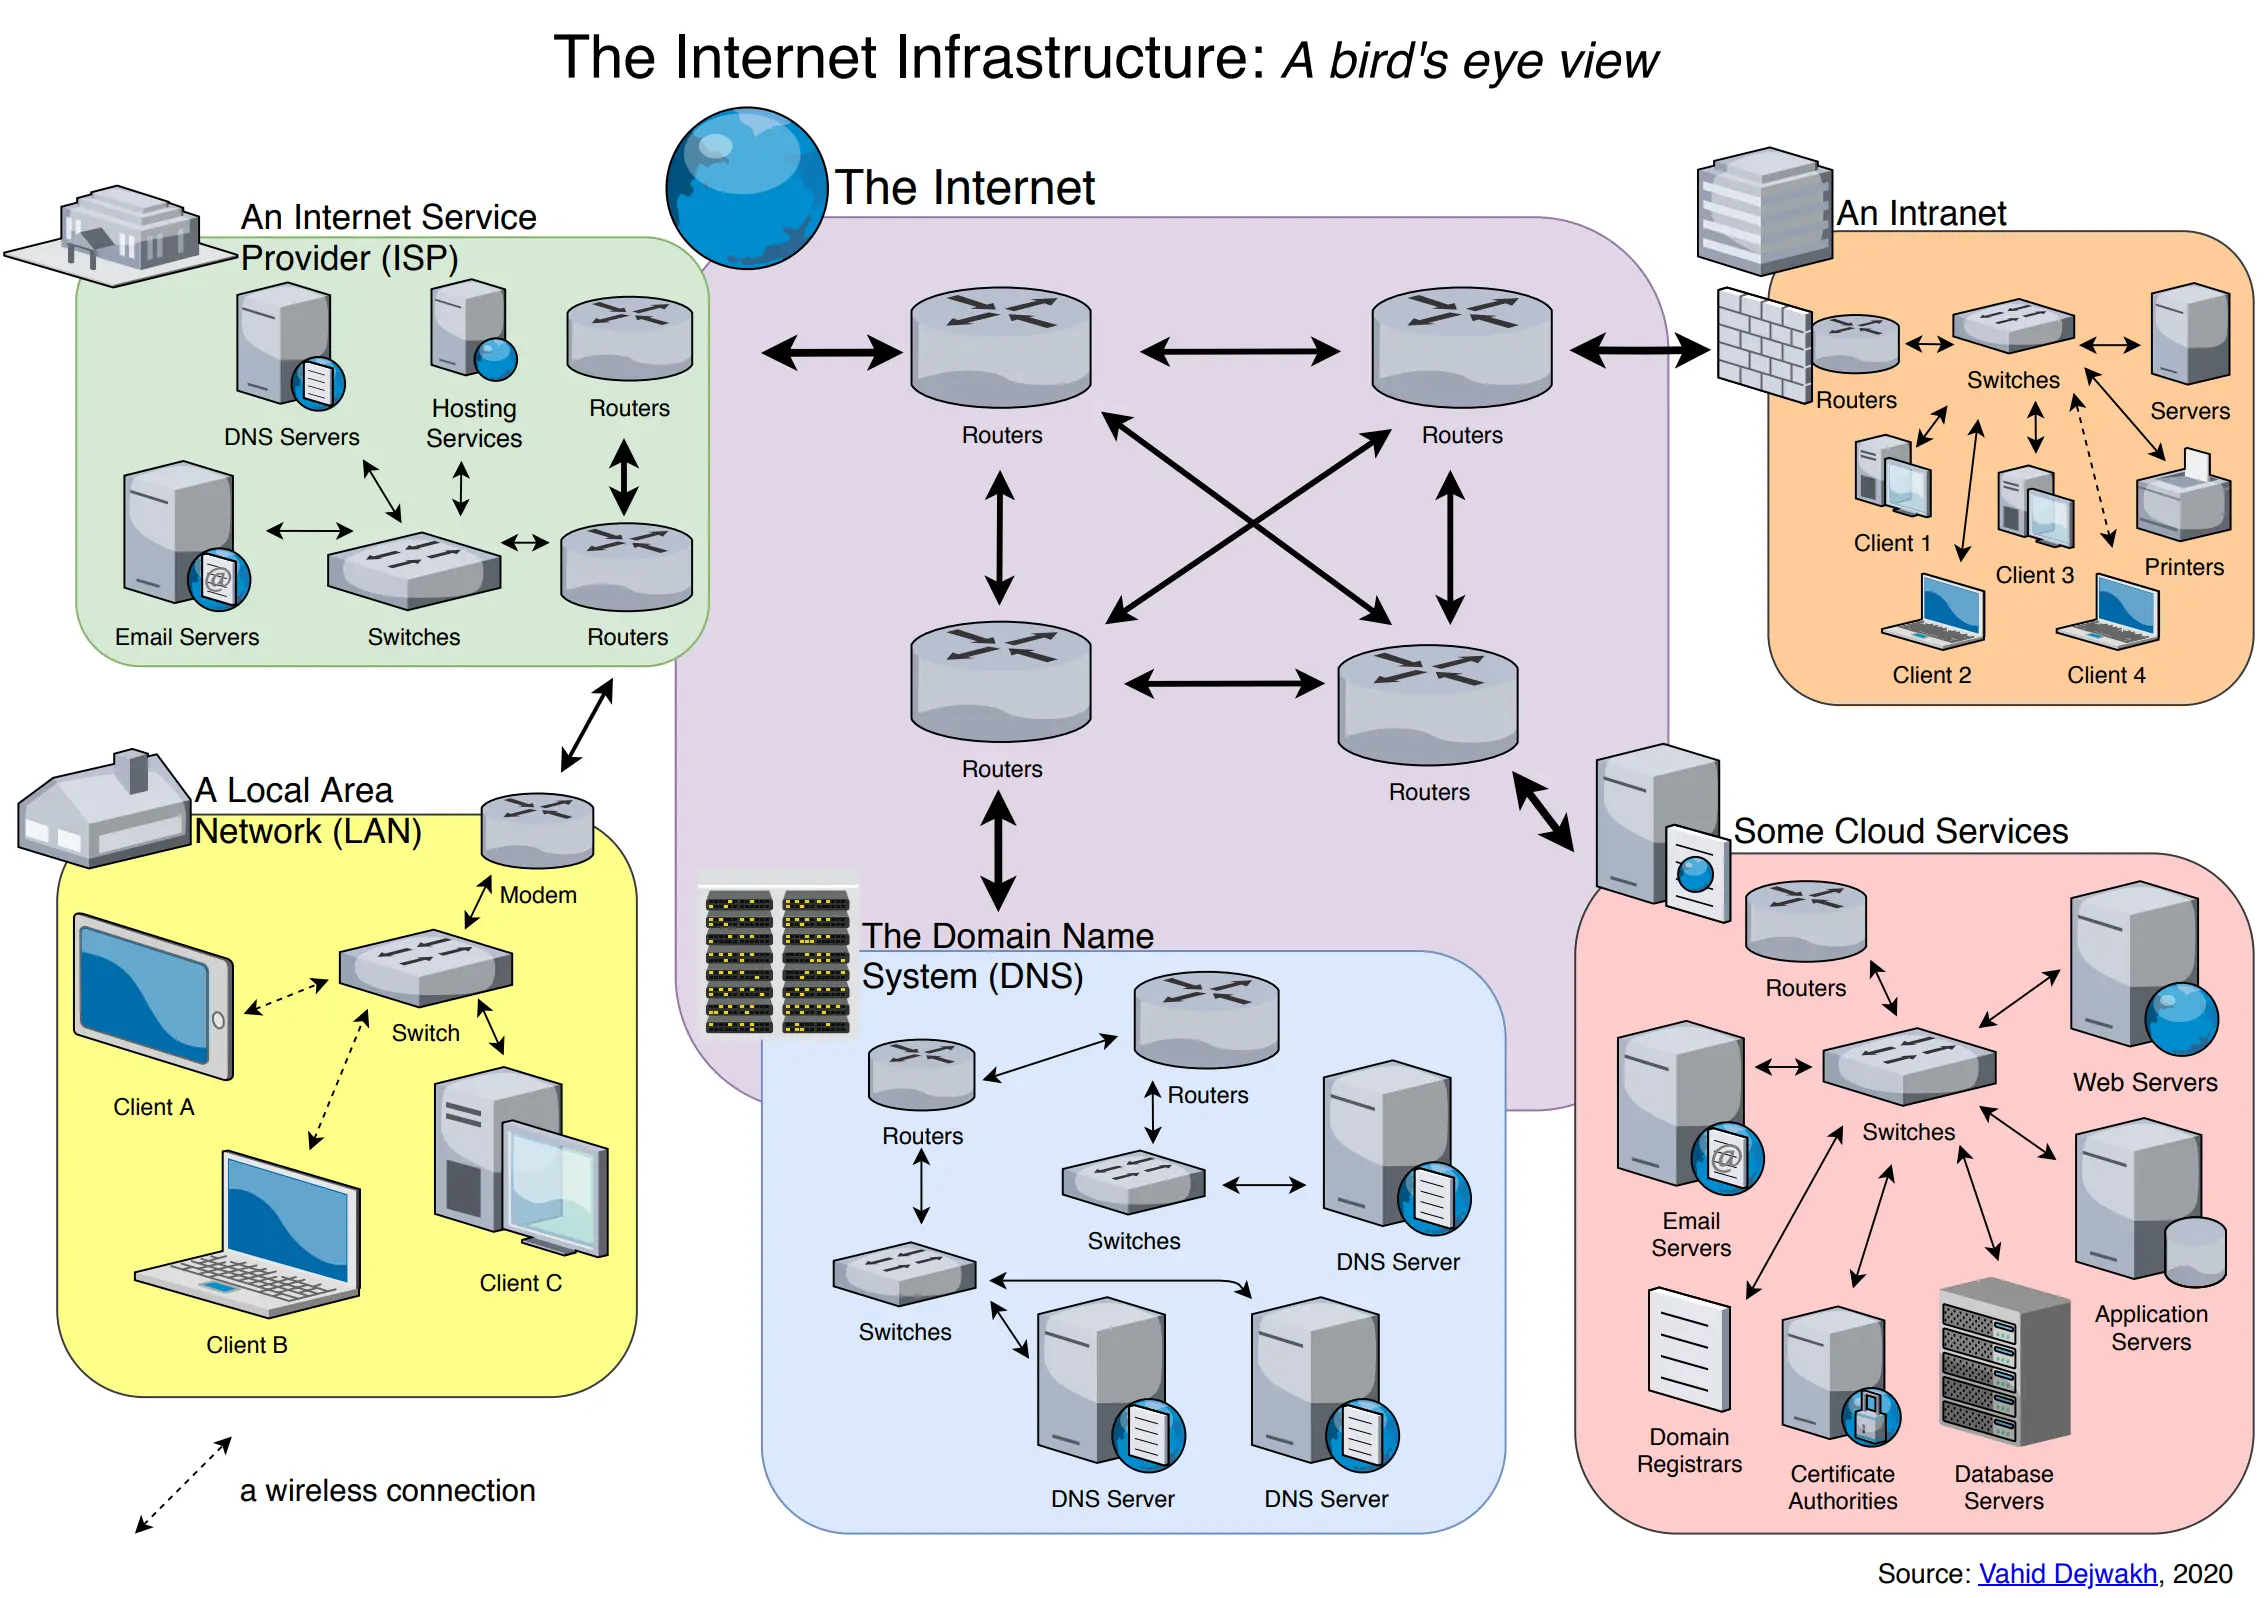 The Internet Infrastructure: A bird's eye view
The Internet
An Internet Service
Provider (ISP)
DNS Servers
Hosting
Services
Routers
Email Servers
Switches
Routers
Routers
Routers
Routers
Routers
An Intranet
Routers
Switches
Servers
Client 1
Client 3
Printers
Client 2
Client 4
A Local Area
Network (LAN)
Modem
Switch
Client A
Client C
Client B
a wireless connection
The Domain Name
System (DNS)
Routers
Routers
Switches
DNS Server
Switches
DNS Server
DNS Server
Some Cloud Services
Routers
Web Servers
Switches
Email
Servers
Application
Servers
Domain
Registrars
Certificate
Authorities
Database
Servers
Source: Vahid Dejwakh, 2020